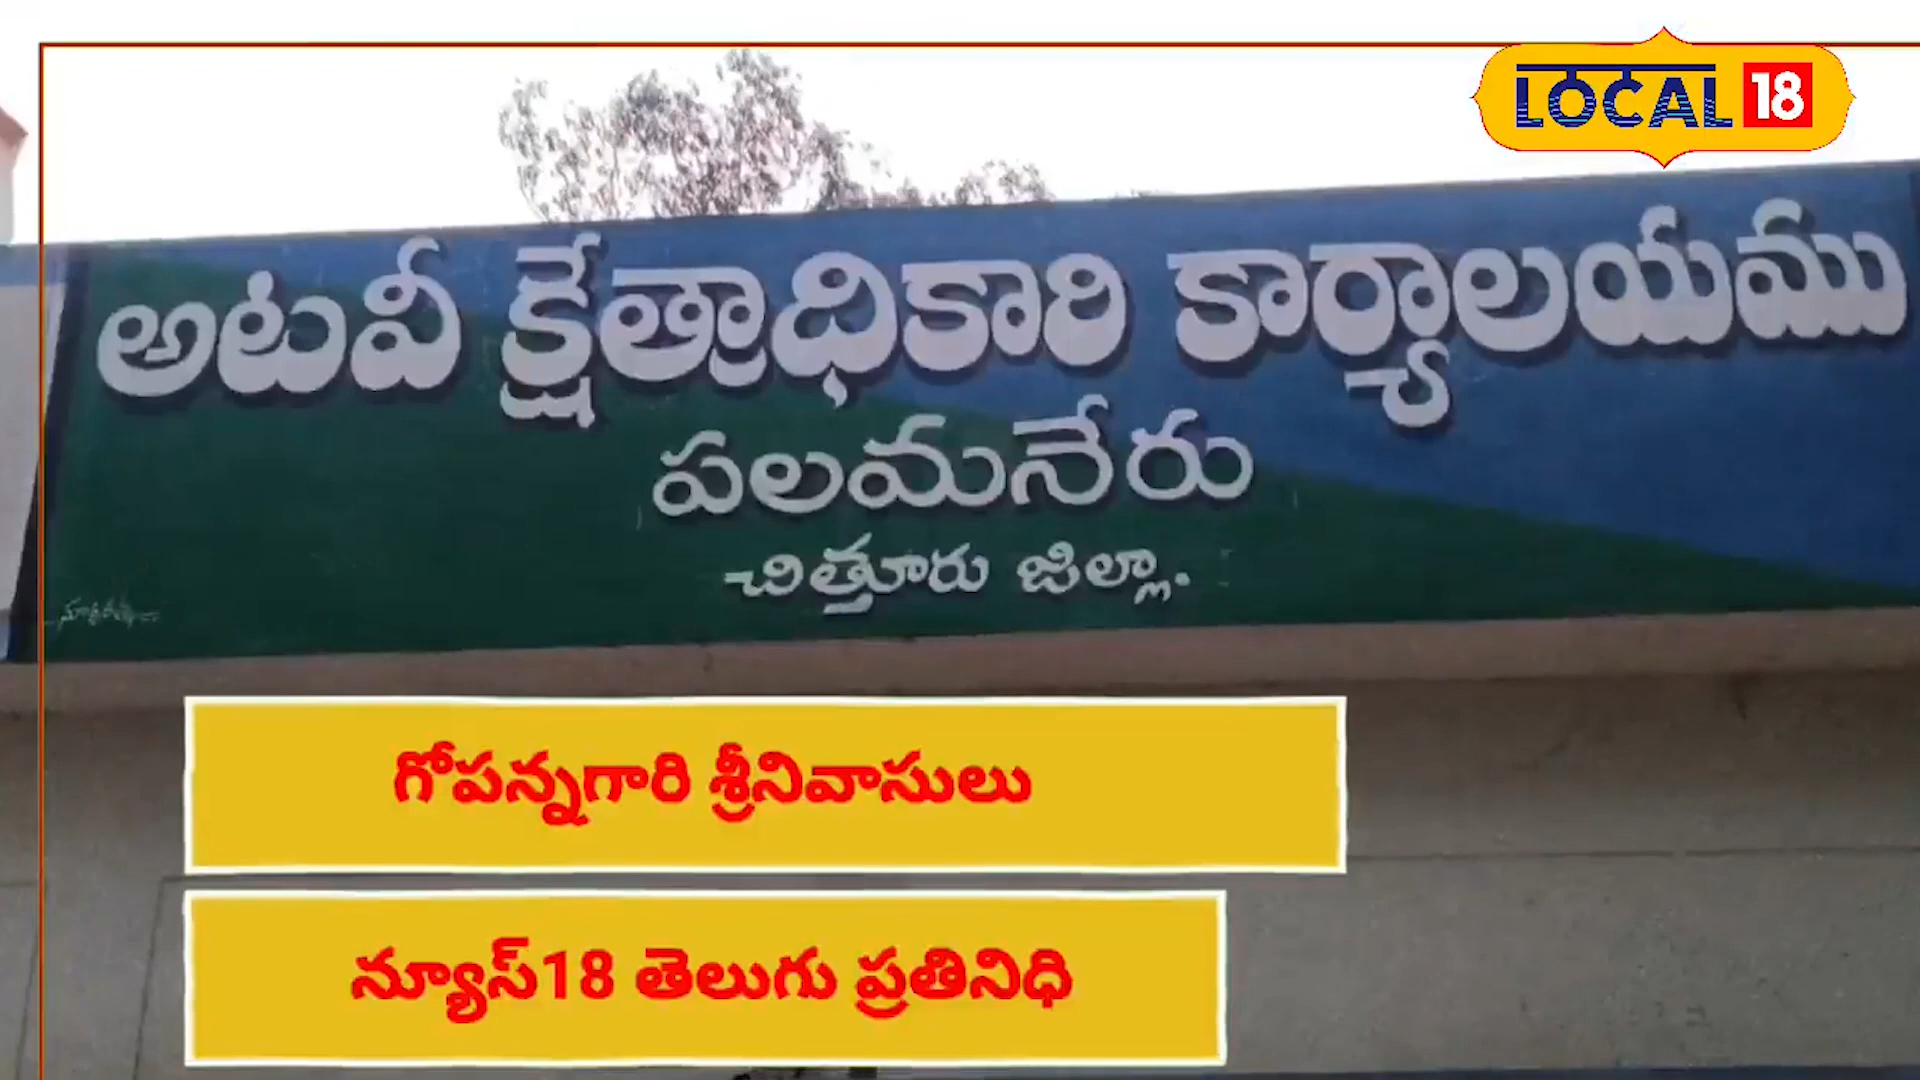 LOCAL 18
అటవీ క్షేత్రాధికారి కార్యాలయము
పలమనేరు
చిత్తూరు జిల్లా.
గోపన్నగారి శ్రీనివాసులు
న్యూస్18 తెలుగు ప్రతినిధి